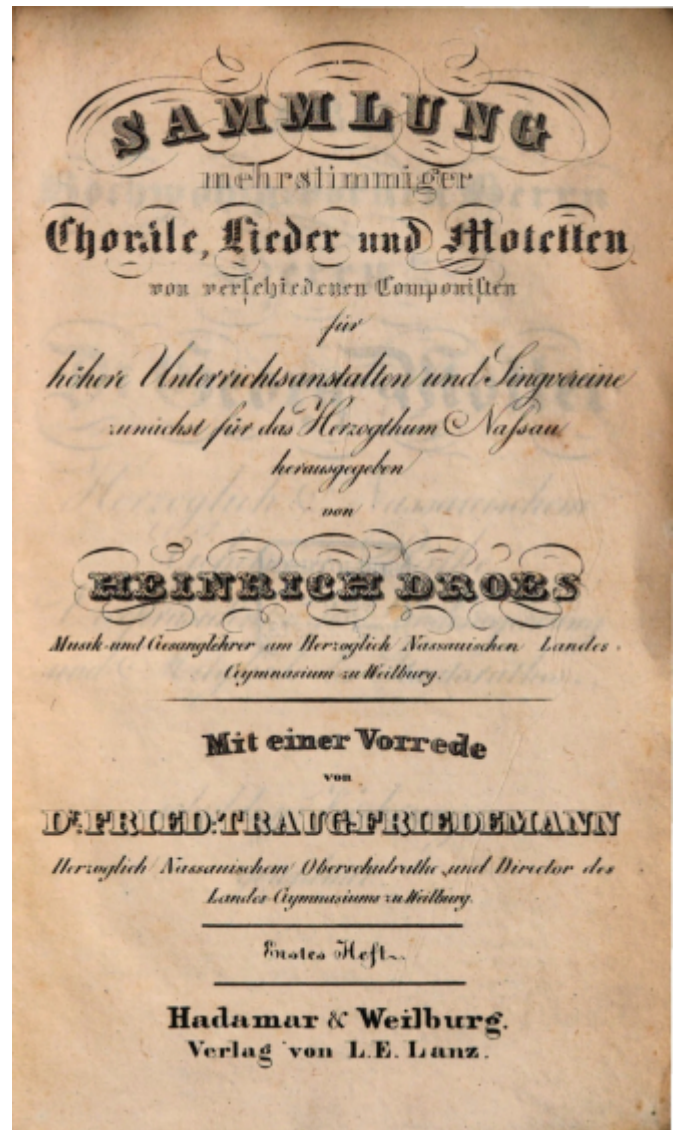 SAMMLUNG
mehrstimmiger
Choräle, Lieder und Motetten
von verschiedenen Componisten
für
höhere Unterrichtsanstalten und Singvereine
zunächst für das Herzogthum Naſsau
herausgegeben
von
HEINRICH DROES
Musik- und Gesanglehrer am Herzoglich Nassauischen Landes-
Gymnasium zu Weilburg.
Mit einer Vorrede
von
Dr. FRIED: TRAUG. FRIEDEMANN
Herzoglich Nassauischem Oberschulrathe und Director des
Landes-Gymnasiums zu Weilburg.
Erstes Heft.
Hadamar & Weilburg.
Verlag von L.E. Lanz.